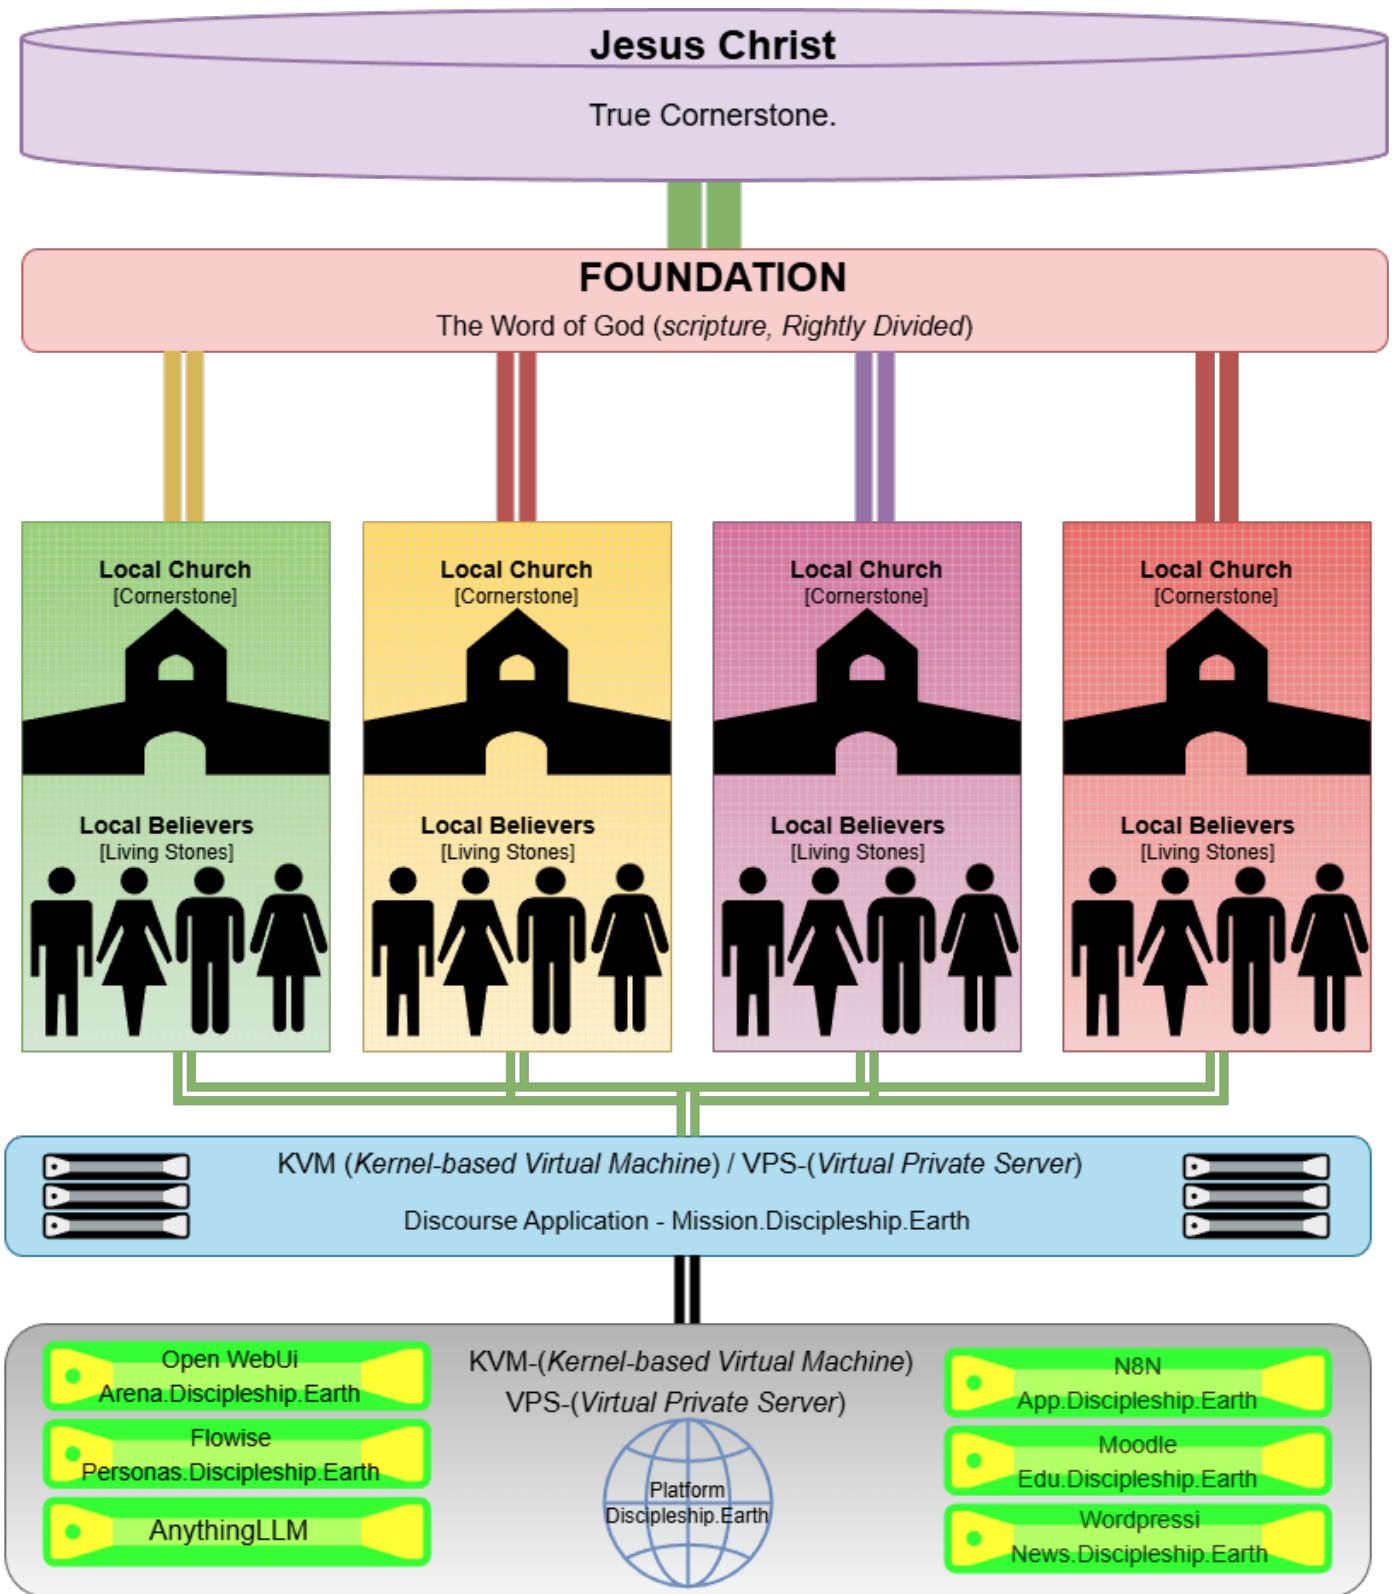 Jesus Christ
True Cornerstone.
FOUNDATION
The Word of God (scripture, Rightly Divided)
Local Church
[Cornerstone]
Local Believers
[Living Stones]
Local Church
[Cornerstone]
Local Believers
[Living Stones]
Local Church
[Cornerstone]
Local Believers
[Living Stones]
Local Church
[Cornerstone]
Local Believers
[Living Stones]
KVM (Kernel-based Virtual Machine) / VPS-(Virtual Private Server)
Discourse Application - Mission.Discipleship.Earth
Open WebUi
Arena.Discipleship.Earth
Flowise
Personas.Discipleship.Earth
AnythingLLM
KVM-(Kernel-based Virtual Machine)
VPS-(Virtual Private Server)
Platform
Discipleship.Earth
N8N
App.Discipleship.Earth
Moodle
Edu.Discipleship.Earth
Wordpressi
News.Discipleship.Earth